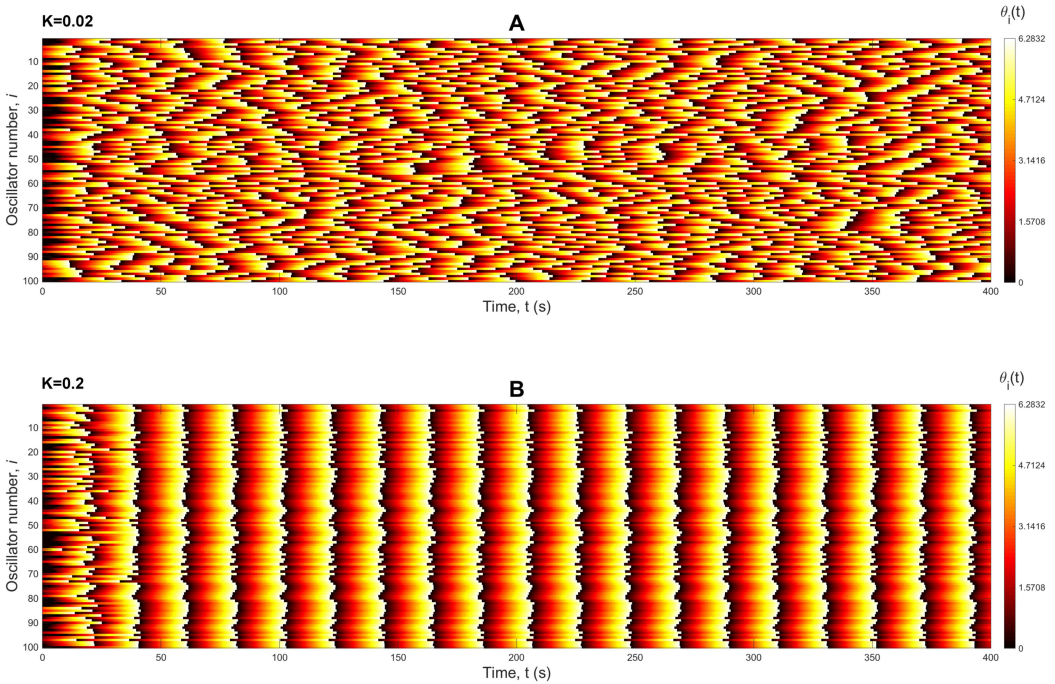 K=0.02
A
θi(t)
6.2832
4.7124
3.1416
1.5708
0
10
20
30
40
50
60
70
80
90
100
Oscillator number, i
0 50 100 150 200 250 300 350 400
Time, t (s)
K=0.2
B
θi(t)
6.2832
4.7124
3.1416
1.5708
0
10
20
30
40
50
60
70
80
90
100
Oscillator number, i
0 50 100 150 200 250 300 350 400
Time, t (s)